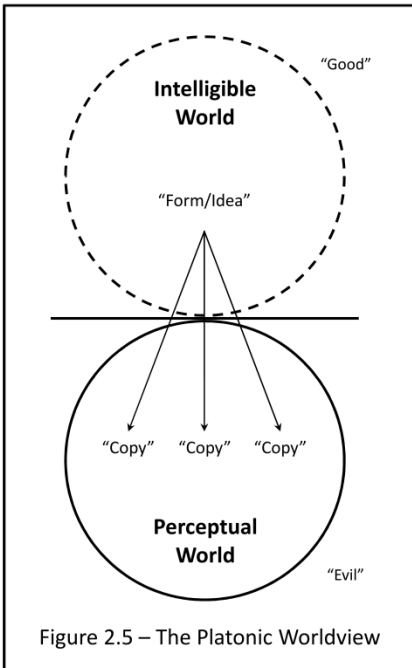 “Good”
Intelligible
World
“Form/Idea”
“Copy” “Copy” “Copy”
Perceptual
World
“Evil”
Figure 2.5 – The Platonic Worldview